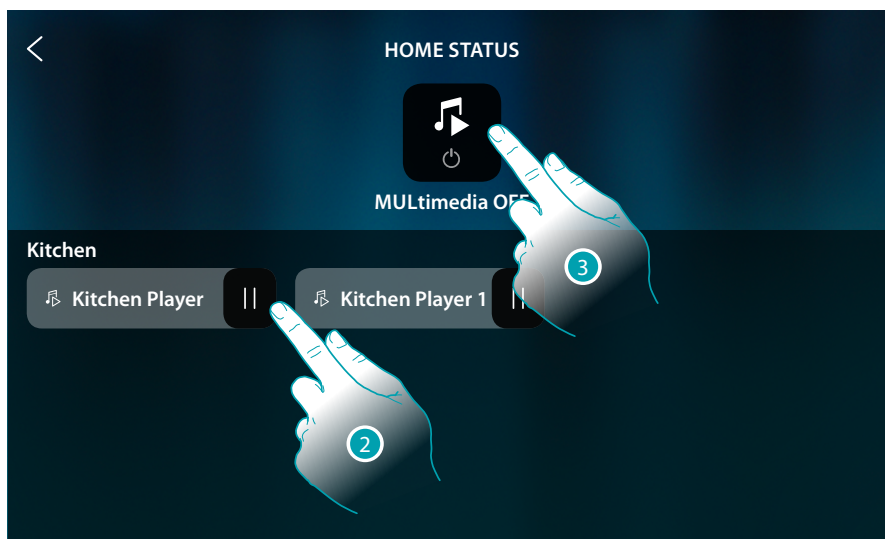 HOME STATUS
MULtimedia OFF
3
Kitchen
Kitchen Player
Kitchen Player 1
2